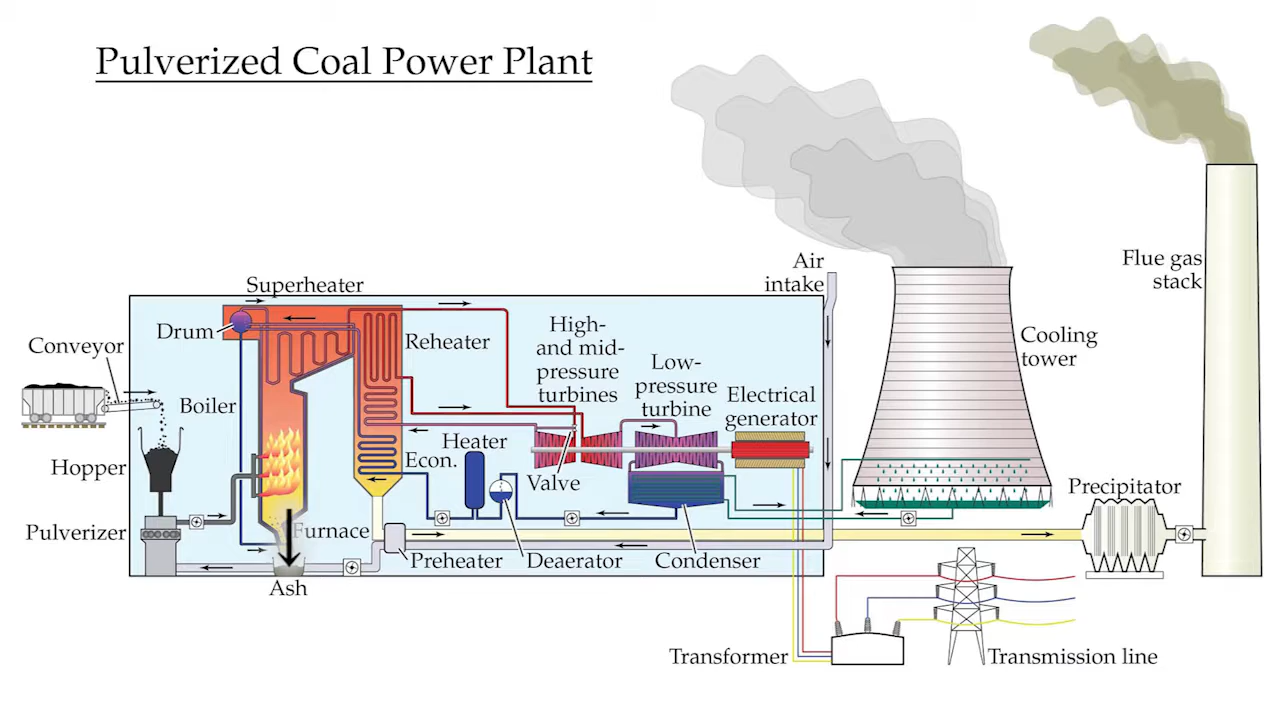 Pulverized Coal Power Plant
Air
intake
Flue gas
stack
Superheater
Drum
Conveyor
Reheater
High-
and mid-
pressure
turbines
Low-
pressure
turbine
Cooling
tower
Boiler
Electrical
generator
Heater
Econ.
Hopper
Valve
Precipitator
Pulverizer
Furnace
Preheater
Deaerator
Condenser
Ash
Transformer
Transmission line